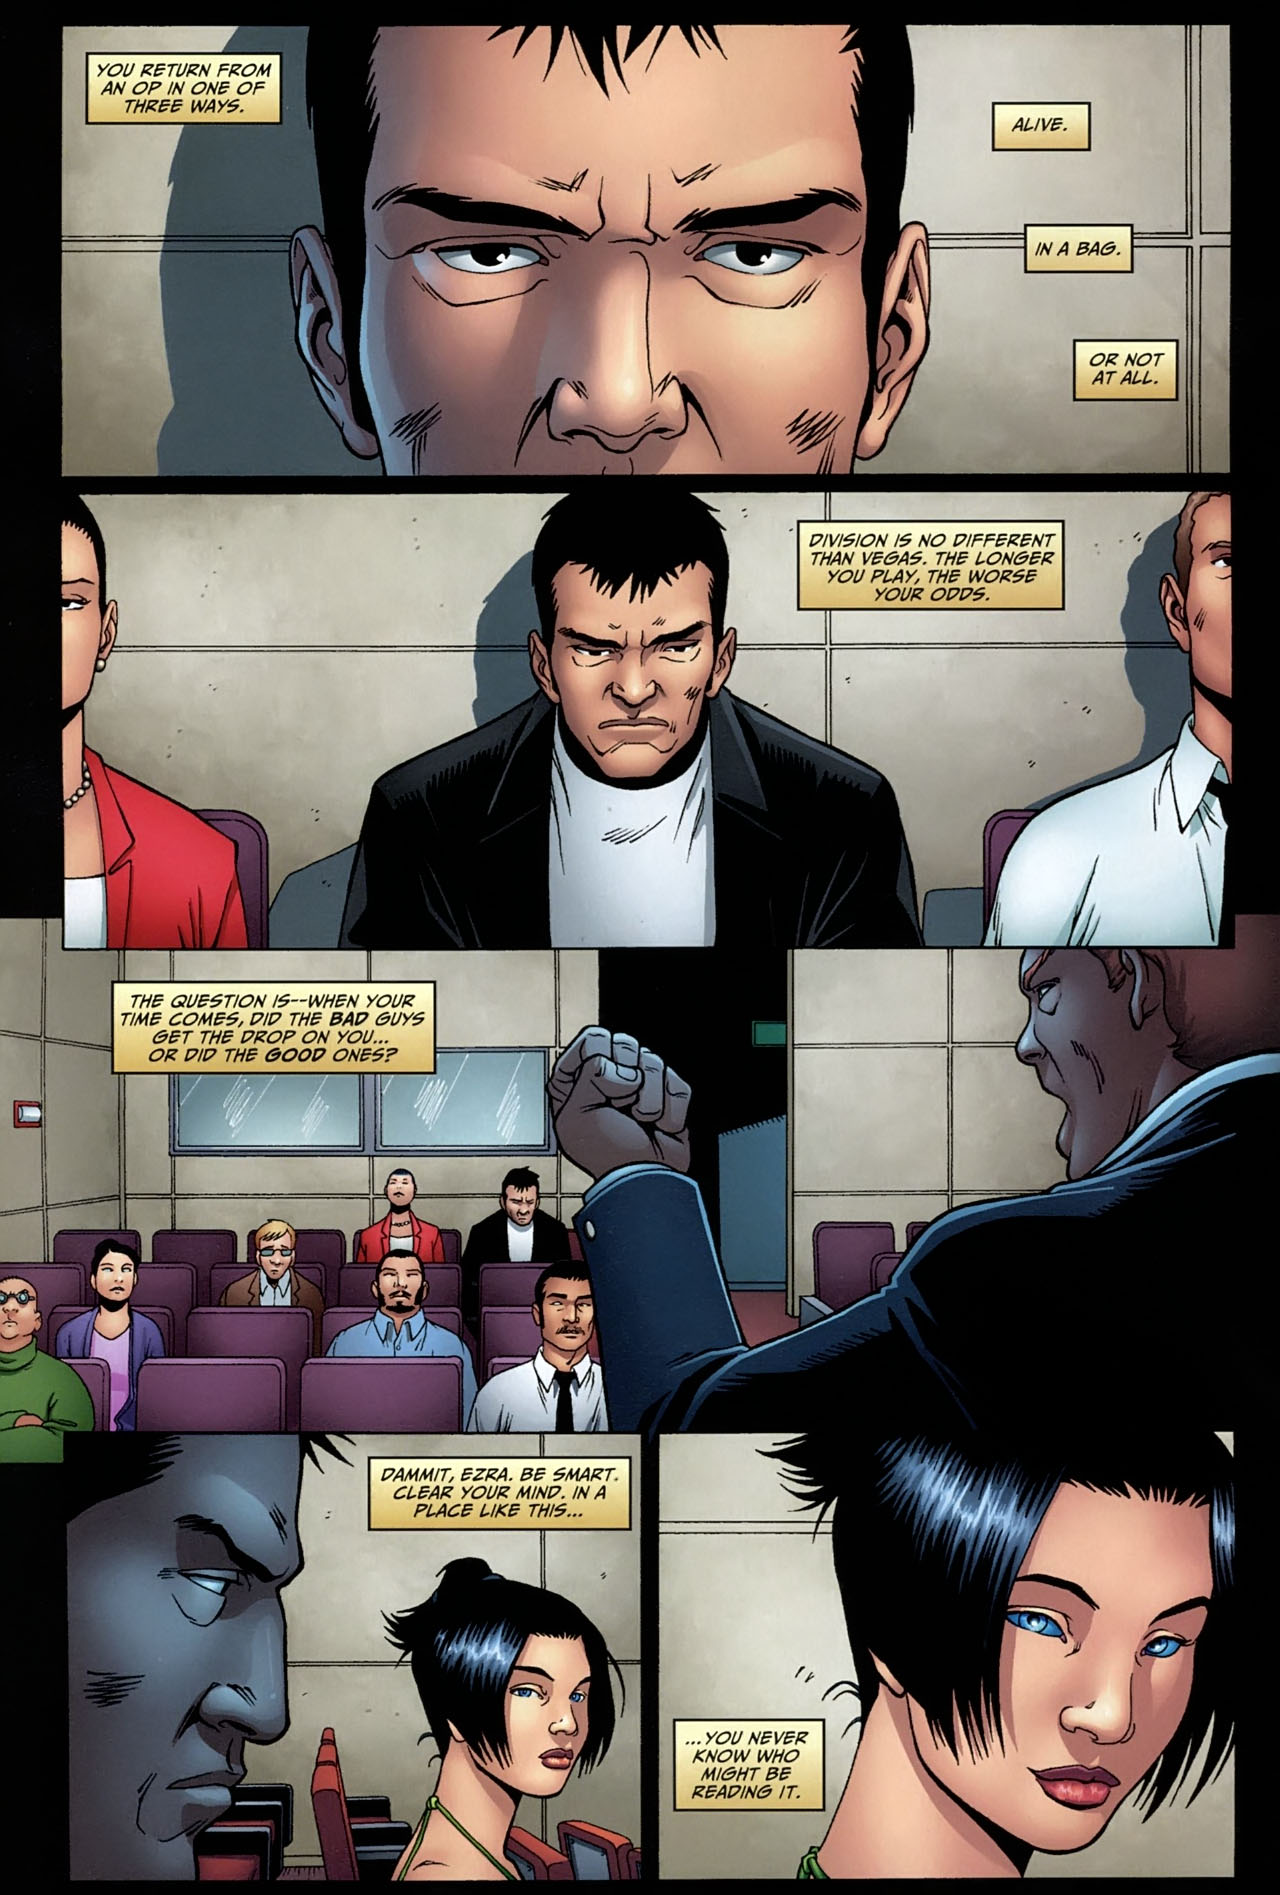 YOU RETURN FROM
AN OP IN ONE OF
THREE WAYS.
ALIVE.
IN A BAG.
OR NOT
AT ALL.
DIVISION IS NO DIFFERENT
THAN VEGAS. THE LONGER
YOU PLAY, THE WORSE
YOUR ODDS.
THE QUESTION IS--WHEN YOUR
TIME COMES, DID THE BAD GUYS
GET THE DROP ON YOU...
OR DID THE GOOD ONES?
DAMMIT, EZRA. BE SMART.
CLEAR YOUR MIND. IN A
PLACE LIKE THIS...
...YOU NEVER
KNOW WHO
MIGHT BE
READING IT.